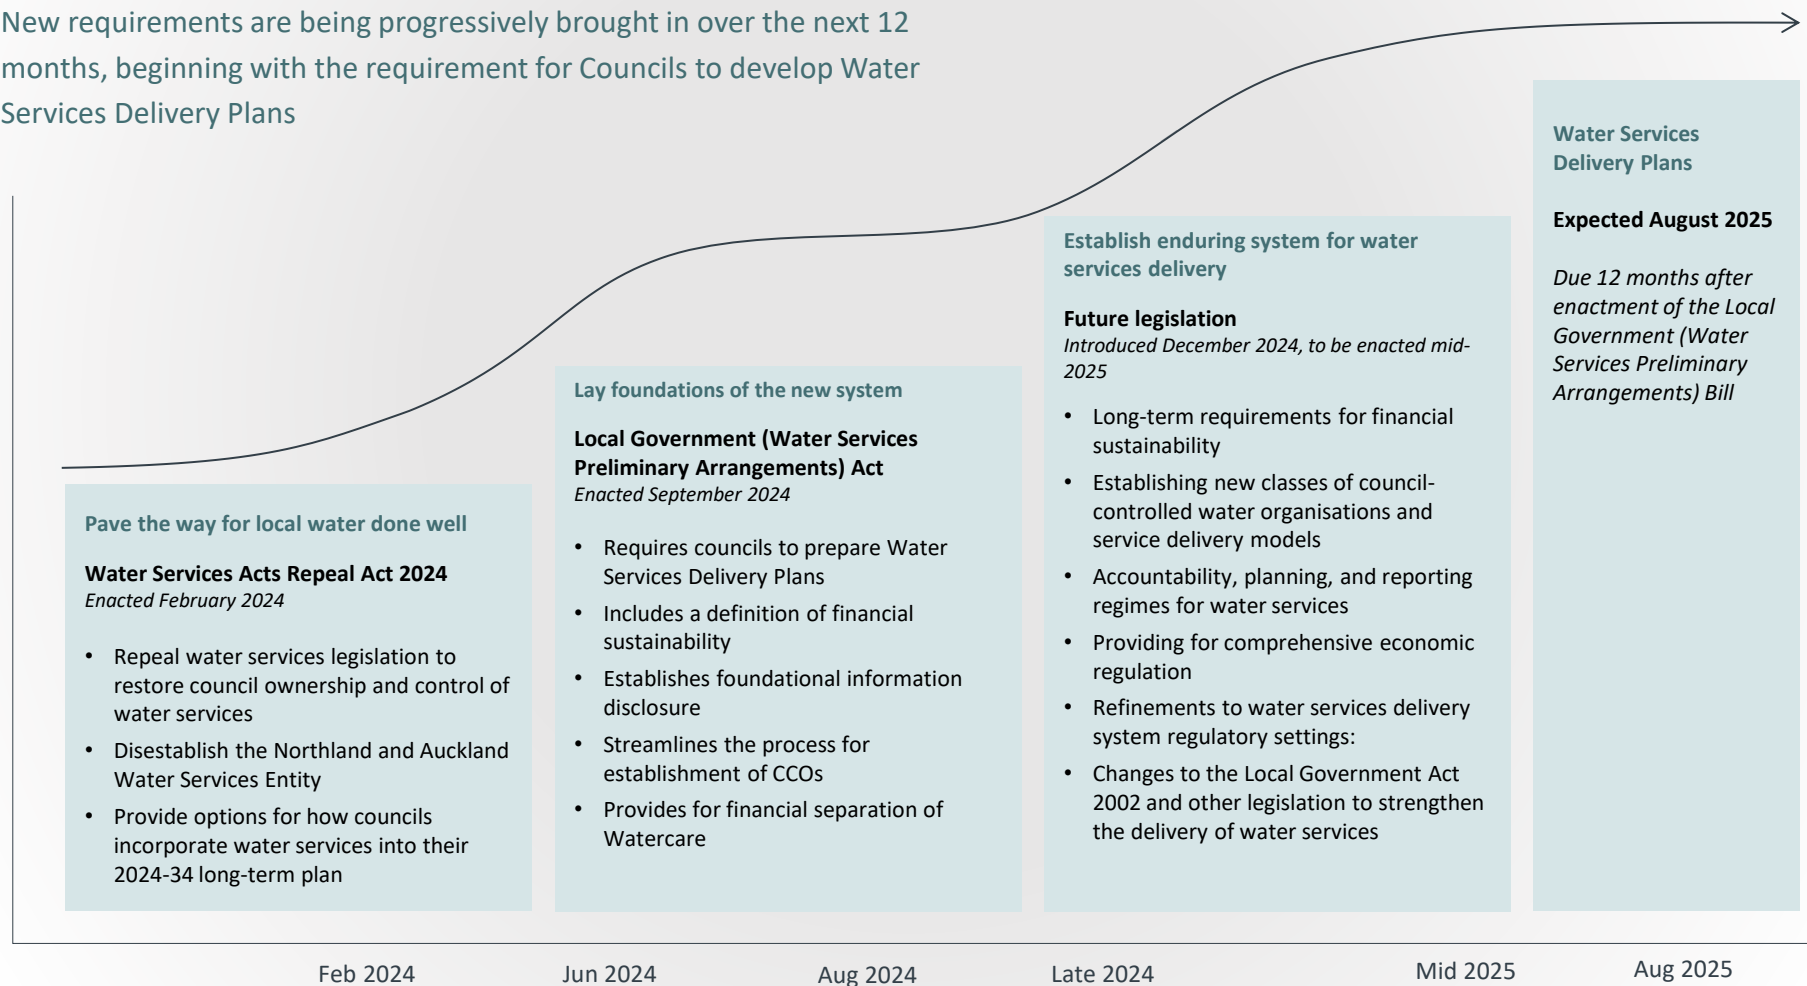 New requirements are being progressively brought in over the next 12
months, beginning with the requirement for Councils to develop Water
Services Delivery Plans
Pave the way for local water done well
Water Services Acts Repeal Act 2024
Enacted February 2024
• Repeal water services legislation to
restore council ownership and control of
water services
• Disestablish the Northland and Auckland
Water Services Entity
• Provide options for how councils
incorporate water services into their
2024-34 long-term plan
Lay foundations of the new system
Local Government (Water Services
Preliminary Arrangements) Act
Enacted September 2024
• Requires councils to prepare Water
Services Delivery Plans
• Includes a definition of financial
sustainability
• Establishes foundational information
disclosure
• Streamlines the process for
establishment of CCOs
• Provides for financial separation of
Watercare
Establish enduring system for water
services delivery
Future legislation
Introduced December 2024, to be enacted mid-
2025
• Long-term requirements for financial
sustainability
• Establishing new classes of council-
controlled water organisations and
service delivery models
• Accountability, planning, and reporting
regimes for water services
• Providing for comprehensive economic
regulation
• Refinements to water services delivery
system regulatory settings:
• Changes to the Local Government Act
2002 and other legislation to strengthen
the delivery of water services
Water Services
Delivery Plans
Expected August 2025
Due 12 months after
enactment of the Local
Government (Water
Services Preliminary
Arrangements) Bill
Feb 2024
Jun 2024
Aug 2024
Late 2024
Mid 2025
Aug 2025